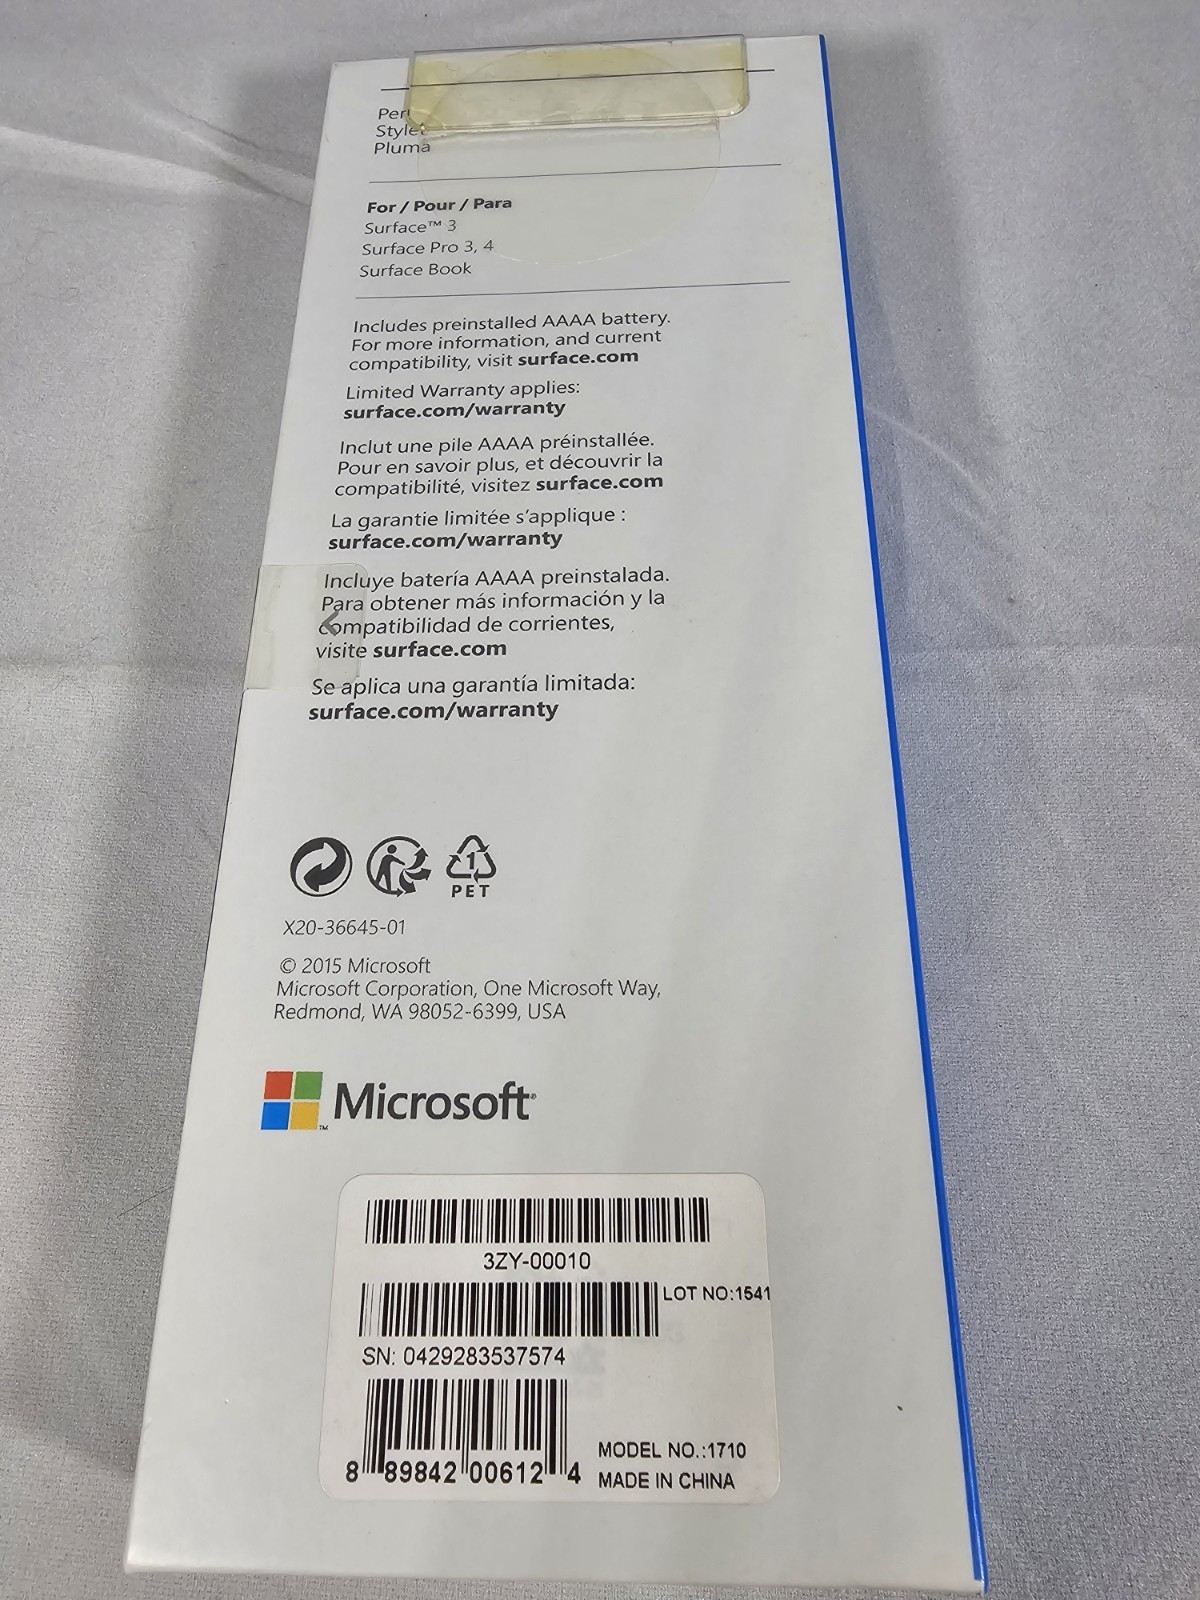 Pen
Stylet
Pluma
For / Pour / Para
Surface™ 3
Surface Pro 3, 4
Surface Book
Includes preinstalled AAAA battery.
For more information, and current
compatibility, visit surface.com
Limited Warranty applies:
surface.com/warranty
Inclut une pile AAAA préinstallée.
Pour en savoir plus, et découvrir la
compatibilité, visitez surface.com
La garantie limitée s'applique :
surface.com/warranty
Incluye batería AAAA preinstalada.
Para obtener más información y la
compatibilidad de corrientes,
visite surface.com
Se aplica una garantía limitada:
surface.com/warranty
1
PET
X20-36645-01
© 2015 Microsoft
Microsoft Corporation, One Microsoft Way,
Redmond, WA 98052-6399, USA
Microsoft
3ZY-00010
LOT NO:1541
SN: 0429283537574
8 89842 00612 4
MODEL NO.:1710
MADE IN CHINA